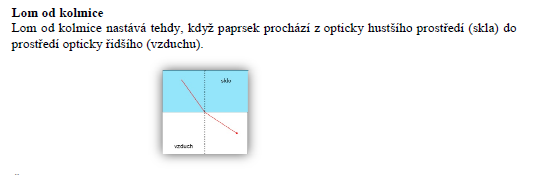 Lom od kolmice
Lom od kolmice nastává tehdy, když paprsek prochází z opticky hustšího prostředí (skla) do
prostředí opticky řidšího (vzduchu).
sklo
vzduch